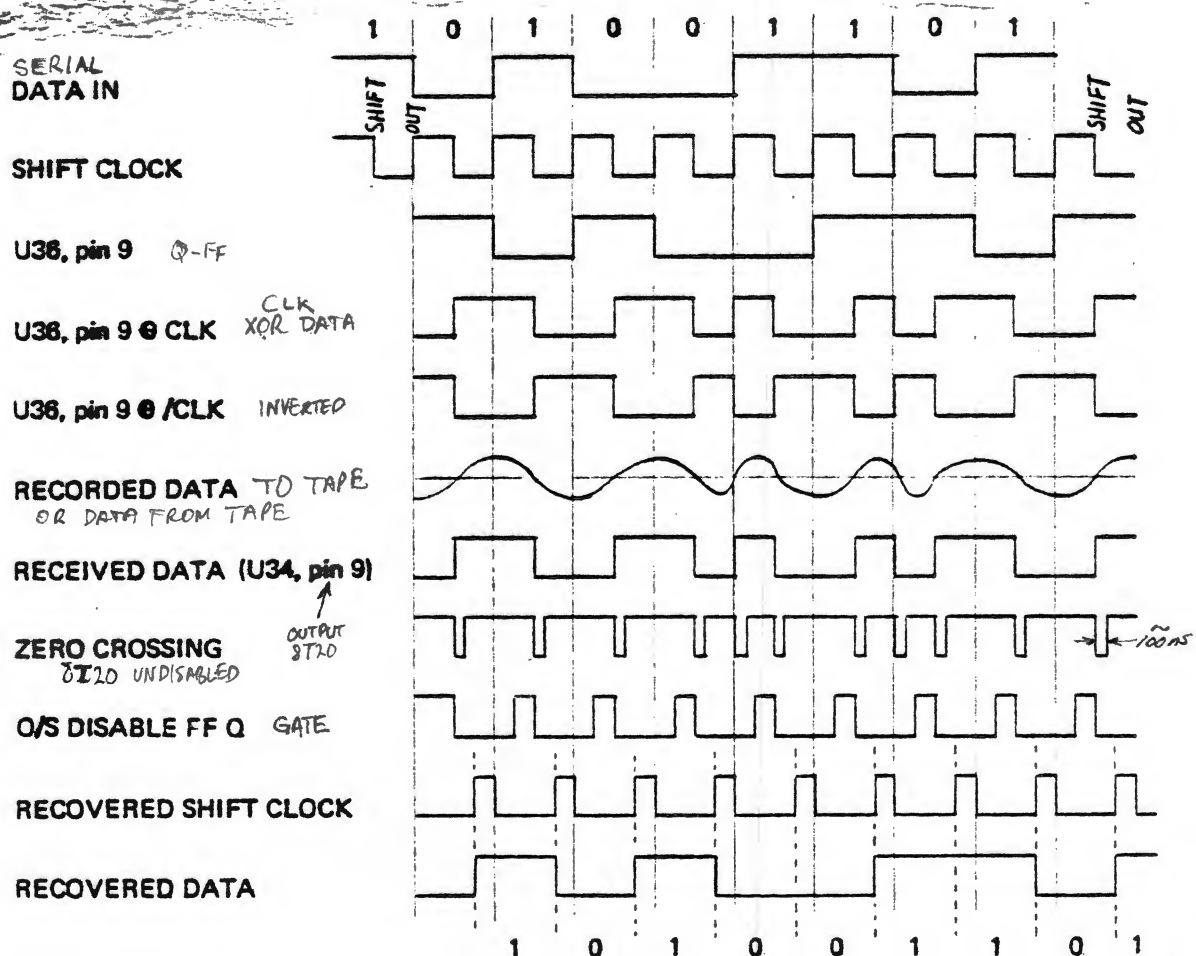 1 0 1 0 0 1 1 0 1
SERIAL
DATA IN
SHIFT
OUT
SHIFT
OUT
SHIFT CLOCK
U36, pin 9 Q-FF
U36, pin 9 ⊕ CLK CLK
XOR DATA
U36, pin 9 ⊕ /CLK INVERTED
RECORDED DATA TO TAPE
OR DATA FROM TAPE
RECEIVED DATA (U34, pin 9)
OUTPUT
8T20
ZERO CROSSING
8T20 UNDISABLED
~100 ns
O/S DISABLE FF Q GATE
RECOVERED SHIFT CLOCK
RECOVERED DATA
1 0 1 0 0 1 1 0 1